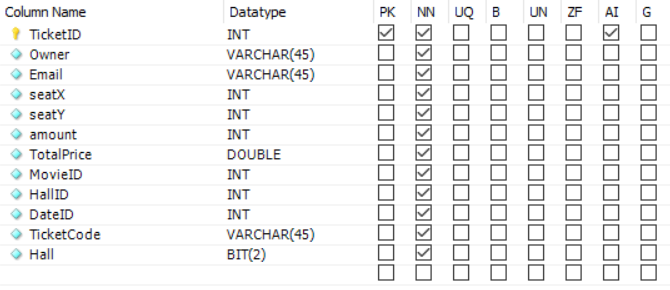 Column Name Datatype PK NN UQ B UN ZF AI G
TicketID INT
Owner VARCHAR(45)
Email VARCHAR(45)
seatX INT
seatY INT
amount INT
TotalPrice DOUBLE
MovieID INT
HallID INT
DateID INT
TicketCode VARCHAR(45)
Hall BIT(2)